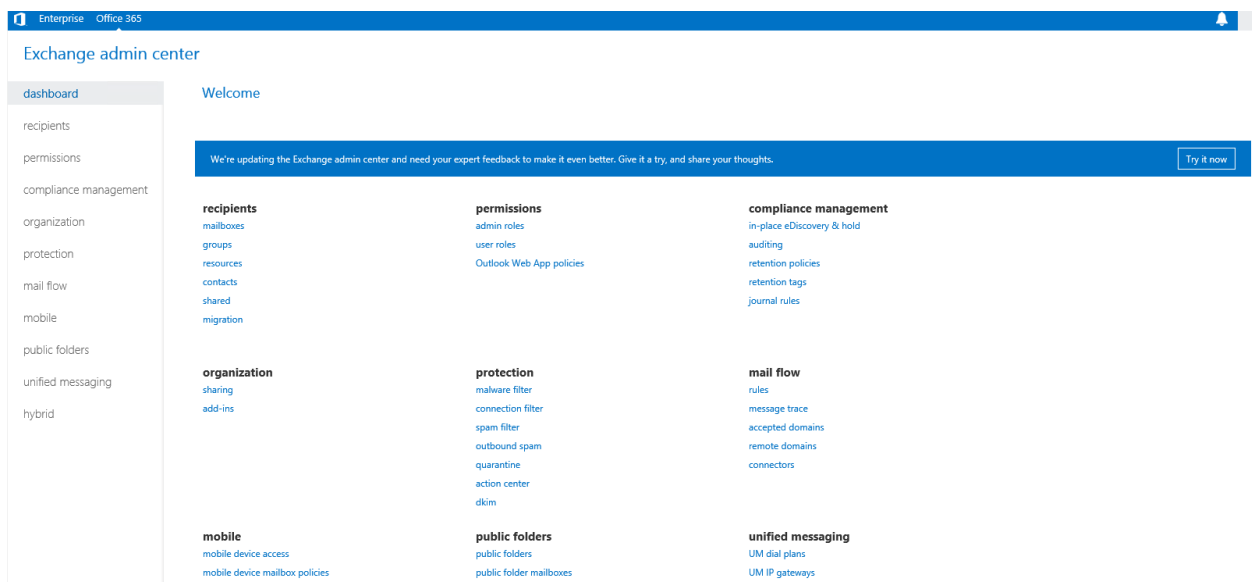 Enterprise Office 365
Exchange admin center
dashboard
recipients
permissions
compliance management
organization
protection
mail flow
mobile
public folders
unified messaging
hybrid
Welcome
We're updating the Exchange admin center and need your expert feedback to make it even better. Give it a try, and share your thoughts.
Try it now
recipients
mailboxes
groups
resources
contacts
shared
migration
permissions
admin roles
user roles
Outlook Web App policies
compliance management
in-place eDiscovery & hold
auditing
retention policies
retention tags
journal rules
organization
sharing
add-ins
protection
malware filter
connection filter
spam filter
outbound spam
quarantine
action center
dkim
mail flow
rules
message trace
accepted domains
remote domains
connectors
mobile
mobile device access
mobile device mailbox policies
public folders
public folders
public folder mailboxes
unified messaging
UM dial plans
UM IP gateways